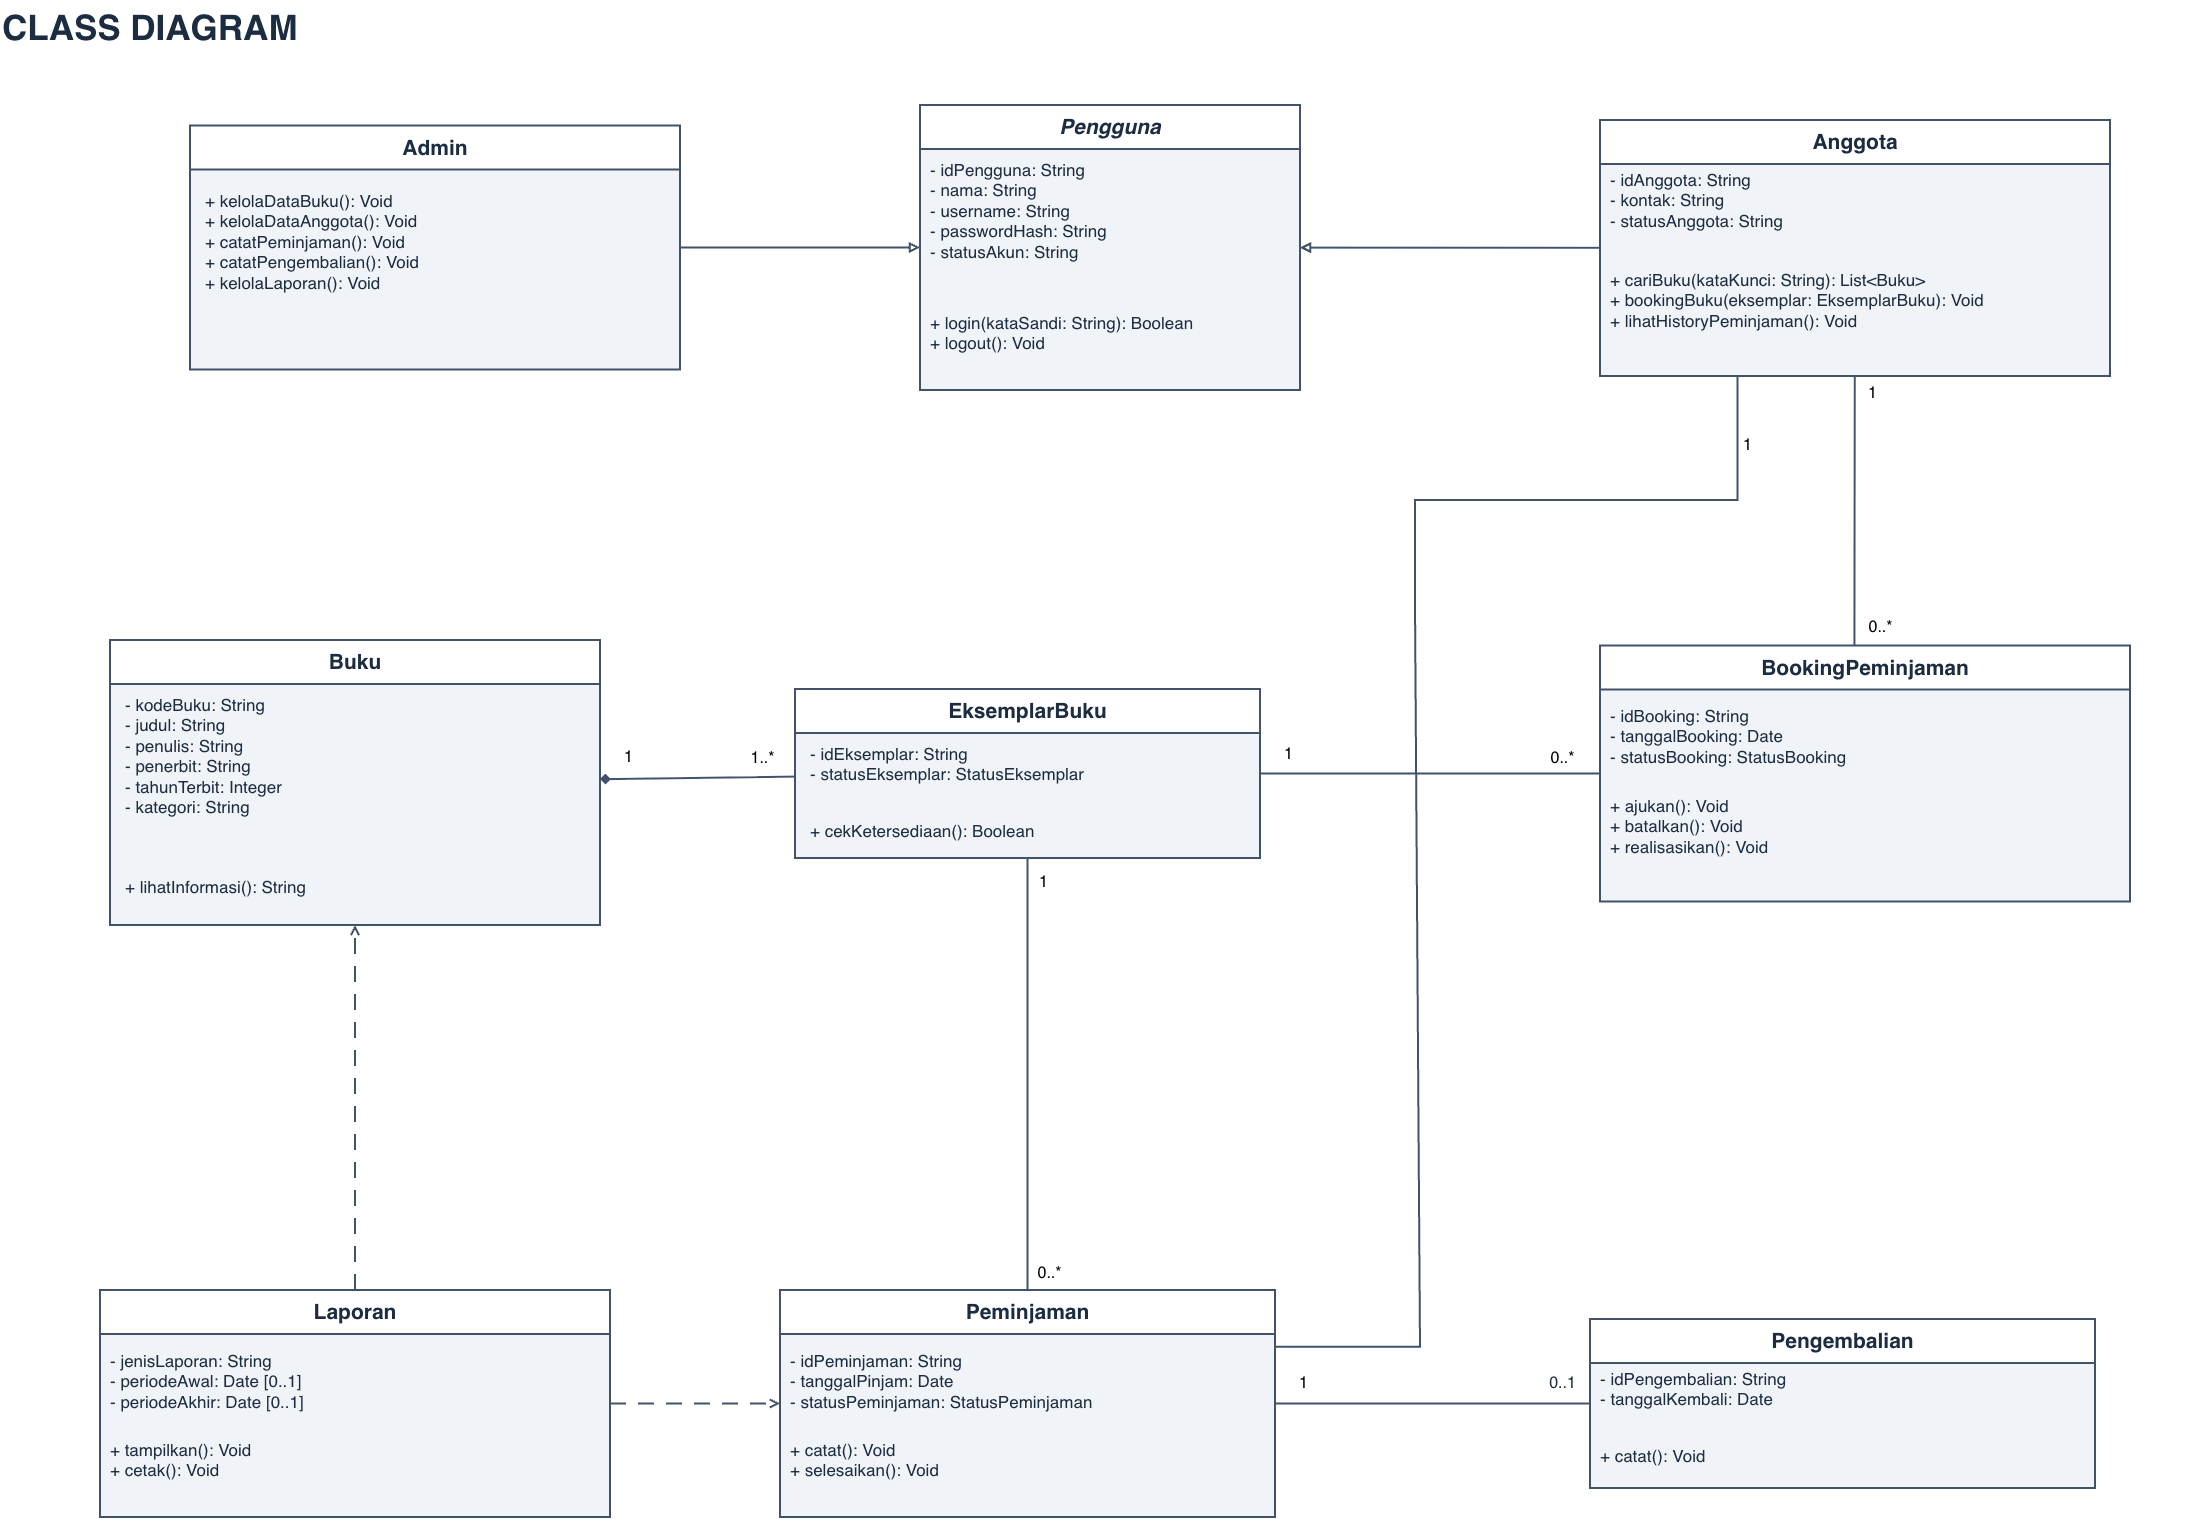 CLASS DIAGRAM
Admin
+ kelolaDataBuku(): Void
+ kelolaDataAnggota(): Void
+ catatPeminjaman(): Void
+ catatPengembalian(): Void
+ kelolaLaporan(): Void
Pengguna
- idPengguna: String
- nama: String
- username: String
- passwordHash: String
- statusAkun: String
+ login(kataSandi: String): Boolean
+ logout(): Void
Anggota
- idAnggota: String
- kontak: String
- statusAnggota: String
+ cariBuku(kataKunci: String): List<Buku>
+ bookingBuku(eksemplar: EksemplarBuku): Void
+ lihatHistoryPeminjaman(): Void
1
1
0..*
Buku
- kodeBuku: String
- judul: String
- penulis: String
- penerbit: String
- tahunTerbit: Integer
- kategori: String
+ lihatInformasi(): String
1
1..*
EksemplarBuku
- idEksemplar: String
- statusEksemplar: StatusEksemplar
+ cekKetersediaan(): Boolean
1
0..*
BookingPeminjaman
- idBooking: String
- tanggalBooking: Date
- statusBooking: StatusBooking
+ ajukan(): Void
+ batalkan(): Void
+ realisasikan(): Void
1
0..*
Laporan
- jenisLaporan: String
- periodeAwal: Date [0..1]
- periodeAkhir: Date [0..1]
+ tampilkan(): Void
+ cetak(): Void
Peminjaman
- idPeminjaman: String
- tanggalPinjam: Date
- statusPeminjaman: StatusPeminjaman
+ catat(): Void
+ selesaikan(): Void
1
0..1
Pengembalian
- idPengembalian: String
- tanggalKembali: Date
+ catat(): Void